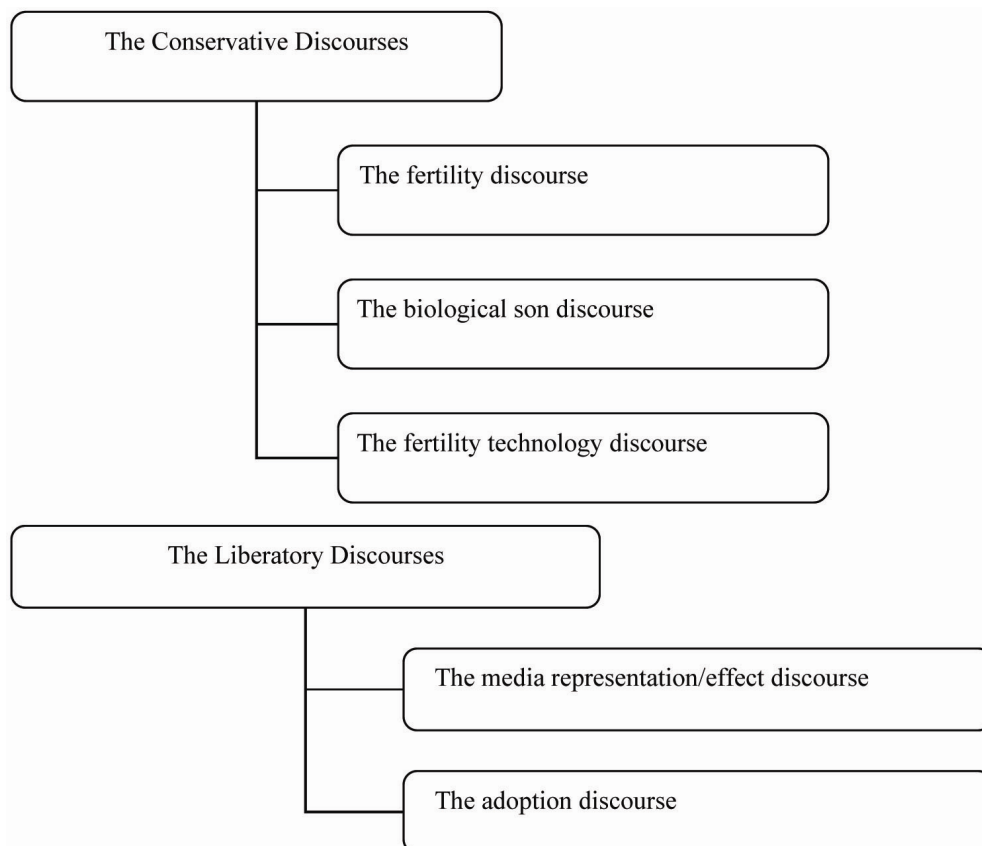 The Conservative Discourses
The fertility discourse
The biological son discourse
The fertility technology discourse
The Liberatory Discourses
The media representation/effect discourse
The adoption discourse